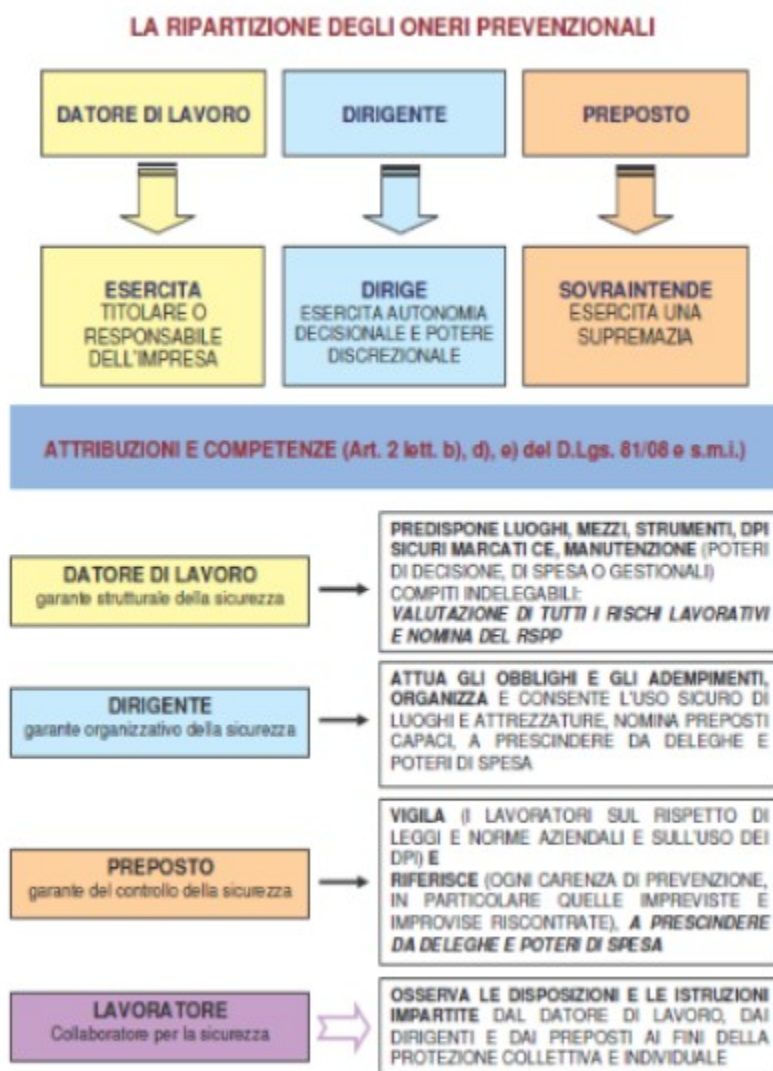 LA RIPARTIZIONE DEGLI ONERI PREVENZIONALI
DATORE DI LAVORO
DIRIGENTE
PREPOSTO
ESERCITA
TITOLARE O
RESPONSABILE
DELL'IMPRESA
DIRIGE
ESERCITA AUTONOMIA
DECISIONALE E POTERE
DISCREZIONALE
SOVRAINTENDE
ESERCITA UNA
SUPREMAZIA
ATTRIBUZIONI E COMPETENZE (Art. 2 lett. b), d), e) del D.Lgs. 81/08 e s.m.i.)
DATORE DI LAVORO
garante strutturale della sicurezza
PREDISPONE LUOGHI, MEZZI, STRUMENTI, DPI
SICURI MARCATI CE, MANUTENZIONE (POTERI
DI DECISIONE, DI SPESA O GESTIONALI)
COMPITI INDELEGABILI:
VALUTAZIONE DI TUTTI I RISCHI LAVORATIVI
E NOMINA DEL RSPP
DIRIGENTE
garante organizzativo della sicurezza
ATTUA GLI OBBLIGHI E GLI ADEMPIMENTI,
ORGANIZZA E CONSENTE L'USO SICURO DI
LUOGHI E ATTREZZATURE, NOMINA PREPOSTI
CAPACI, A PRESCINDERE DA DELEGHE E
POTERI DI SPESA
PREPOSTO
garante del controllo della sicurezza
VIGILA (I LAVORATORI SUL RISPETTO DI
LEGGI E NORME AZIENDALI E SULL'USO DEI
DPI) E
RIFERISCE (OGNI CARENZA DI PREVENZIONE,
IN PARTICOLARE QUELLE IMPREVISTE E
IMPROVISE RISCONTRATE), A PRESCINDERE
DA DELEGHE E POTERI DI SPESA
LAVORATORE
Collaboratore per la sicurezza
OSSERVA LE DISPOSIZIONI E LE ISTRUZIONI
IMPARTITE DAL DATORE DI LAVORO, DAI
DIRIGENTI E DAI PREPOSTI AI FINI DELLA
PROTEZIONE COLLETTIVA E INDIVIDUALE